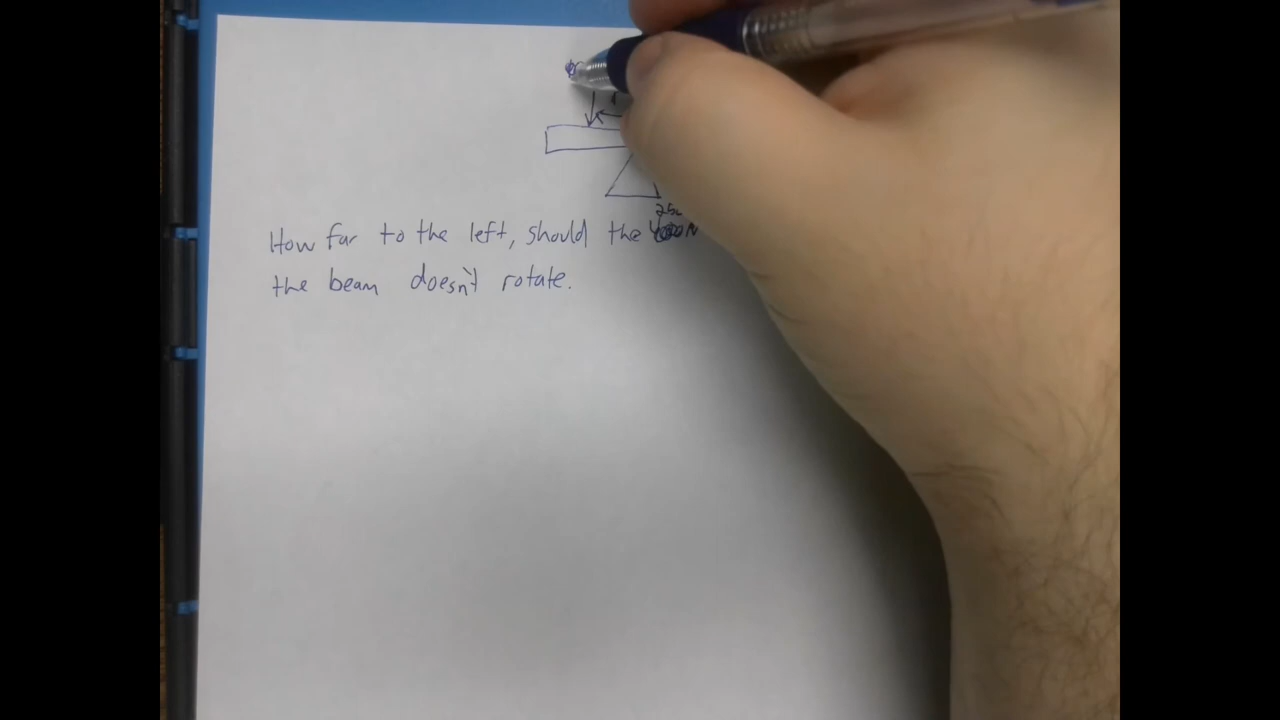 How far to the left, should the
the beam doesn't rotate.